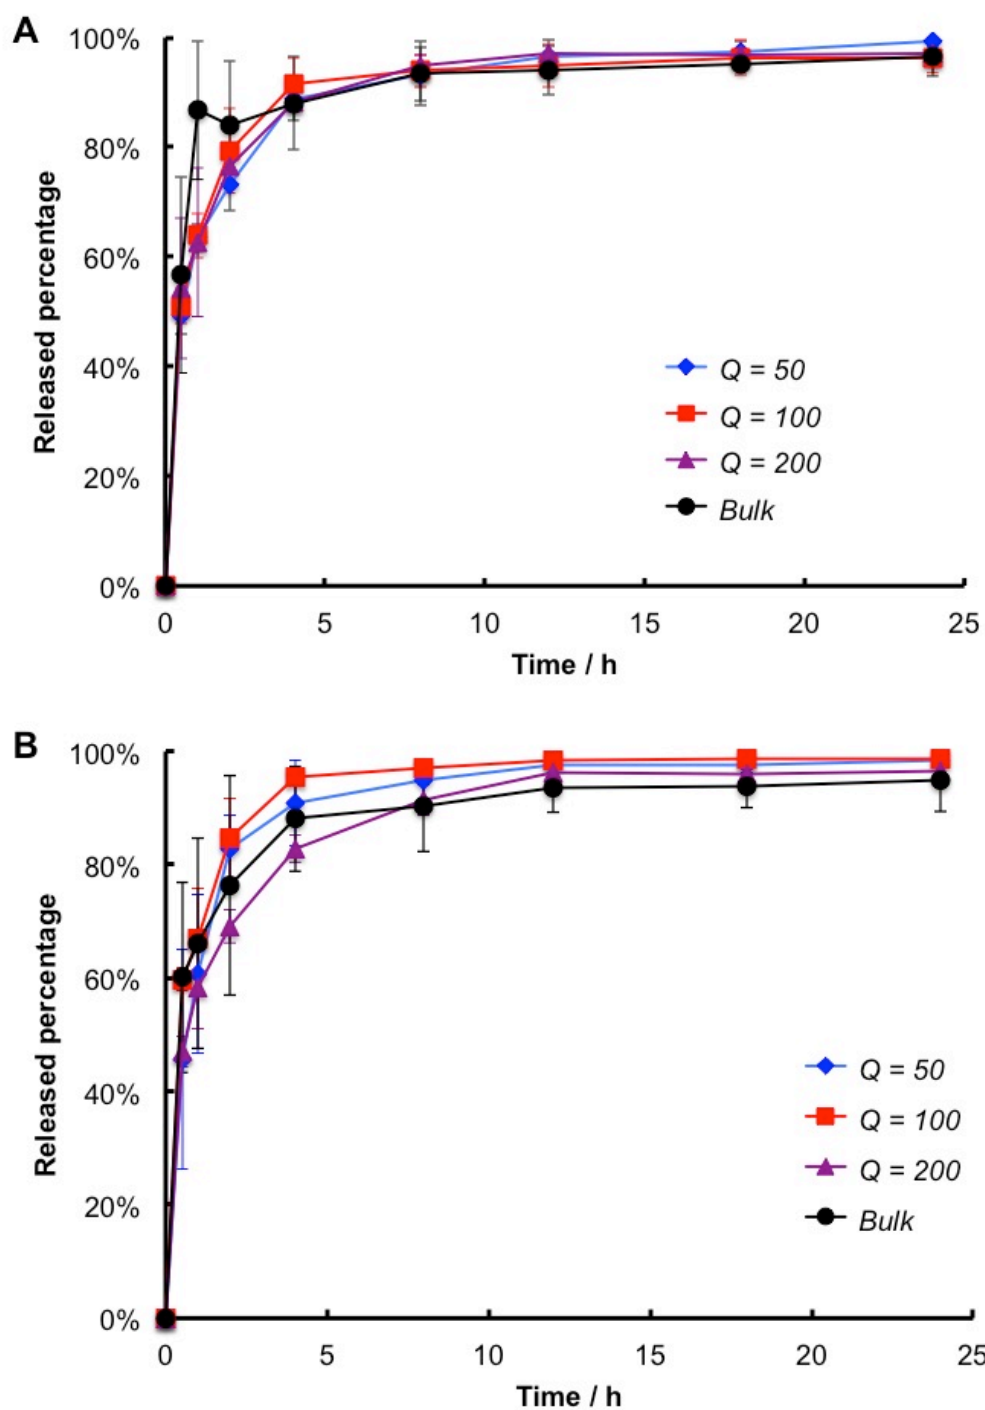 A
100%
80%
60%
40%
20%
0%
Released percentage
Q = 50
Q = 100
Q = 200
Bulk
0 5 10 15 20 25
Time / h
B
100%
80%
60%
40%
20%
0%
Released percentage
Q = 50
Q = 100
Q = 200
Bulk
0 5 10 15 20 25
Time / h